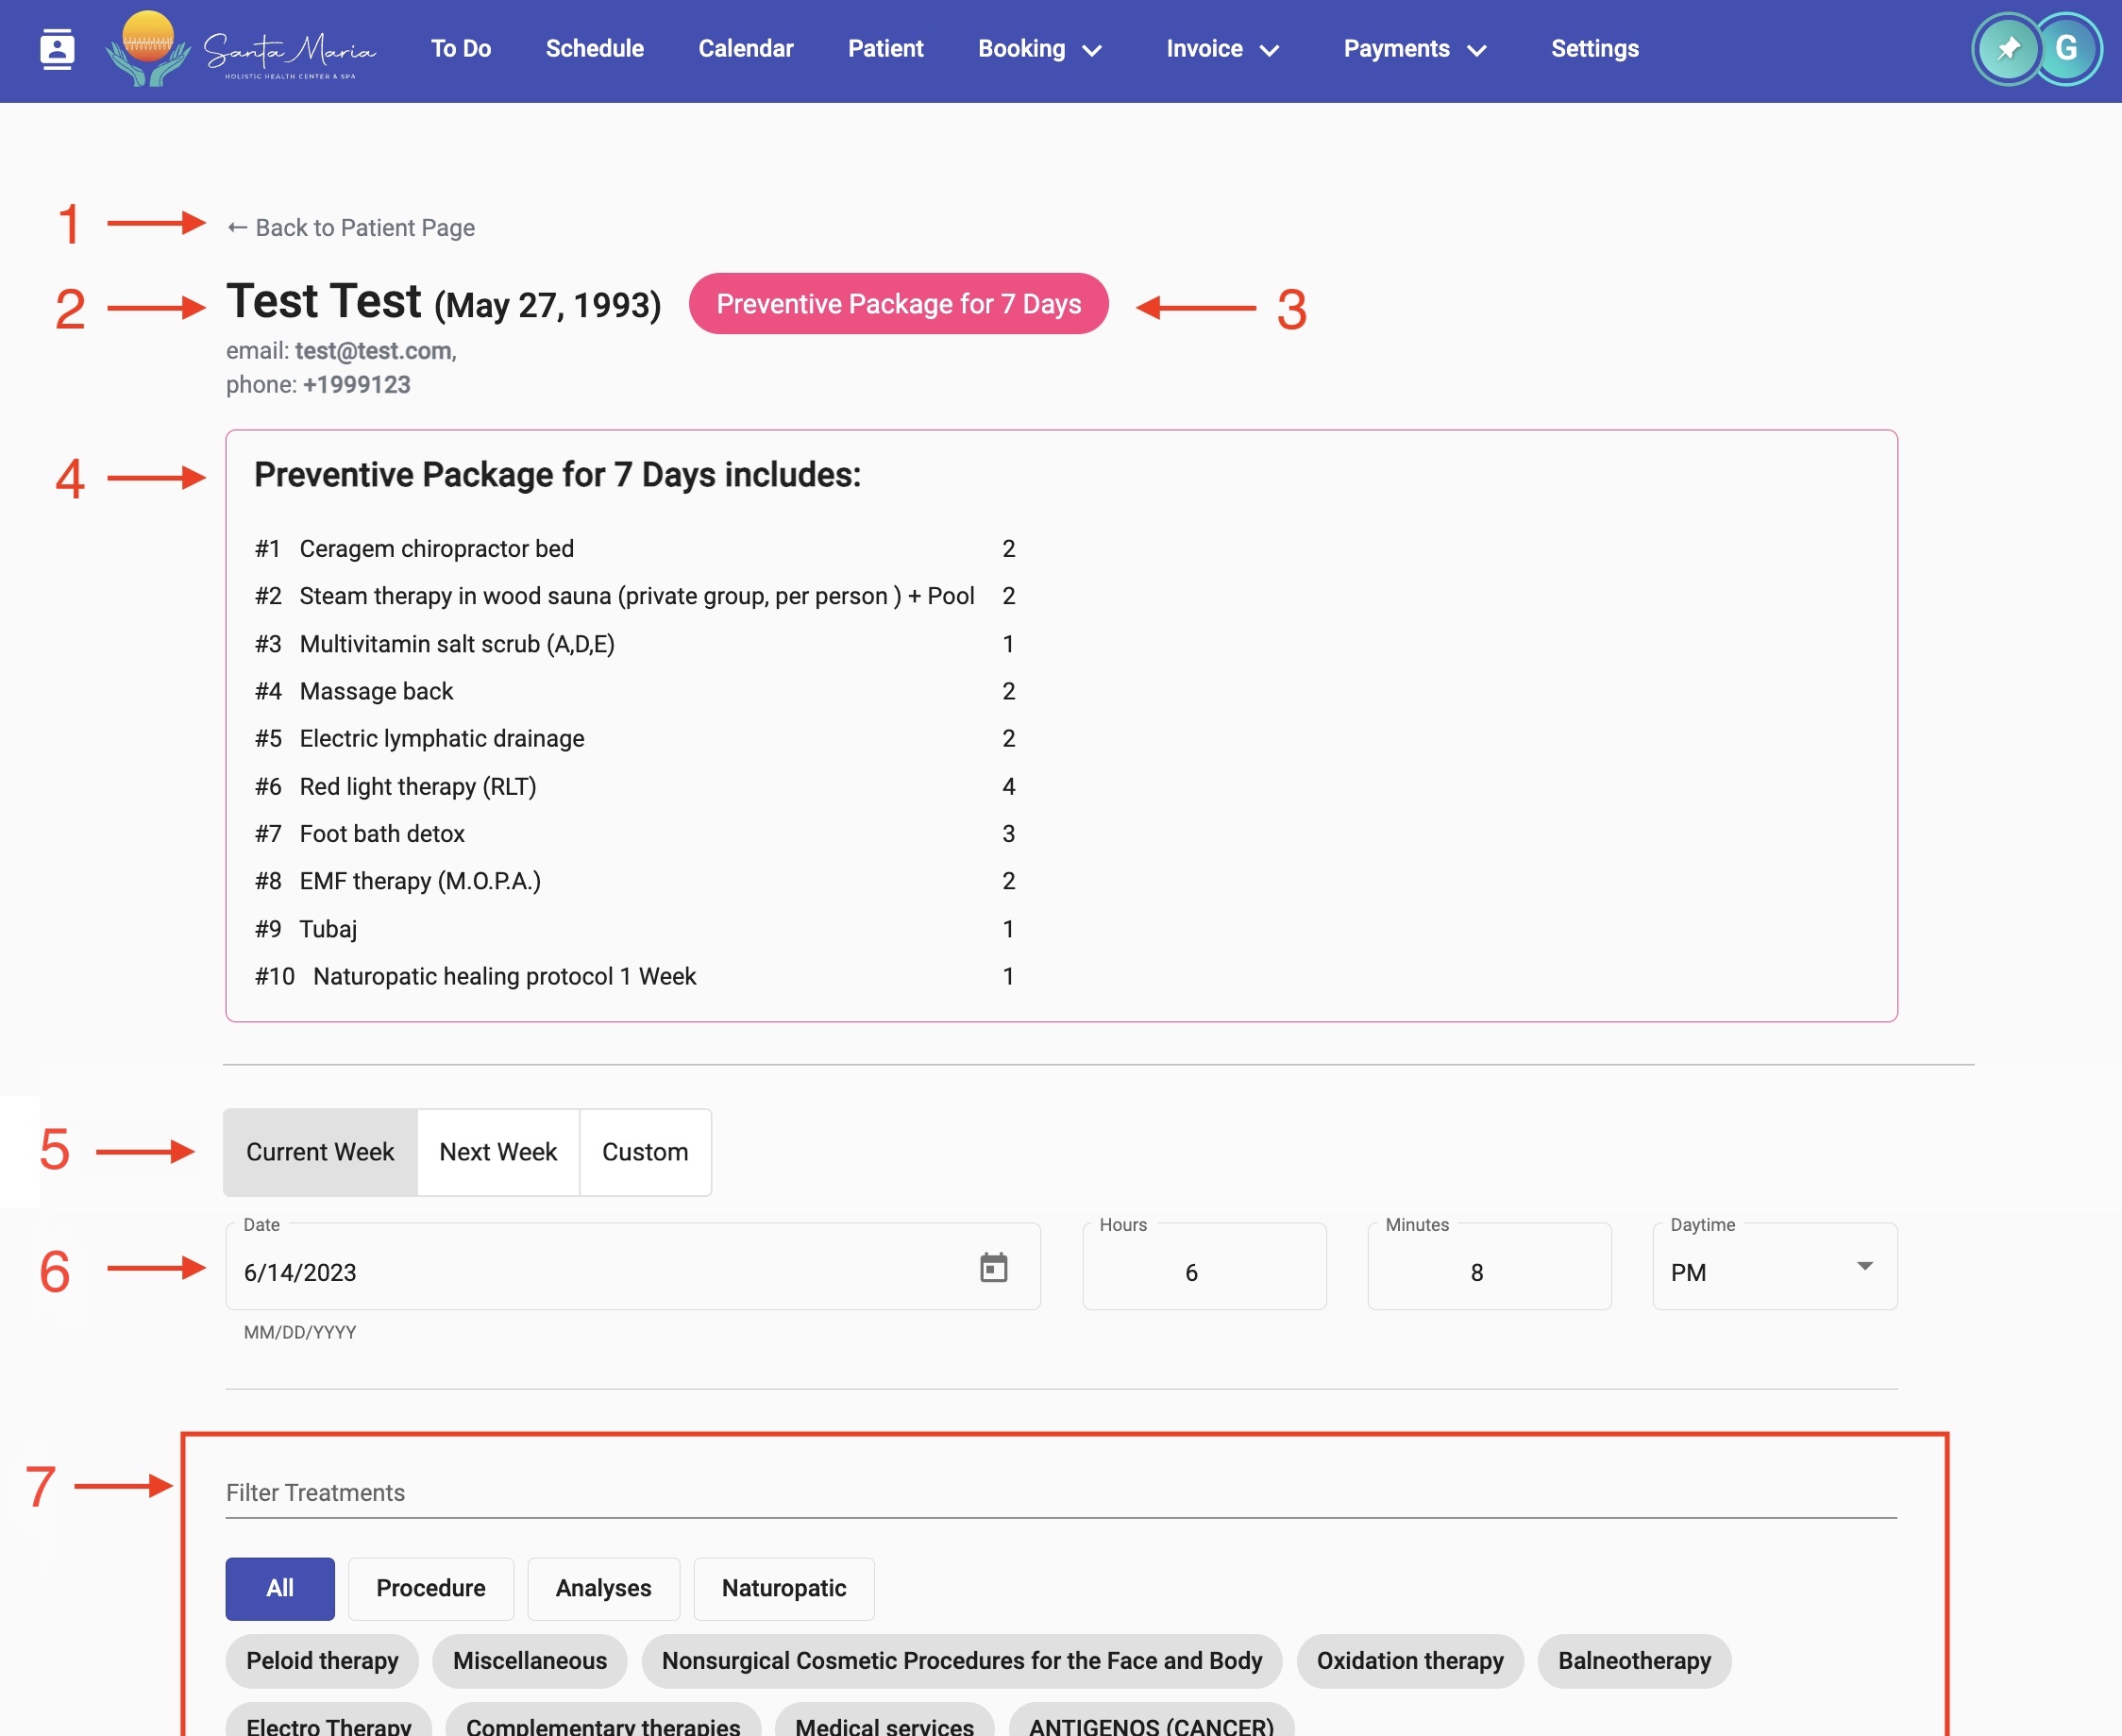 Santa Maria
HOLISTIC HEALTH CENTER & SPA
To Do
Schedule
Calendar
Patient
Booking
Invoice
Payments
Settings
G
1
← Back to Patient Page
2
Test Test (May 27, 1993)
Preventive Package for 7 Days
3
email: test@test.com,
phone: +1999123
4
Preventive Package for 7 Days includes:
#1 Ceragem chiropractor bed 2
#2 Steam therapy in wood sauna (private group, per person ) + Pool 2
#3 Multivitamin salt scrub (A,D,E) 1
#4 Massage back 2
#5 Electric lymphatic drainage 2
#6 Red light therapy (RLT) 4
#7 Foot bath detox 3
#8 EMF therapy (M.O.P.A.) 2
#9 Tubaj 1
#10 Naturopatic healing protocol 1 Week 1
5
Current Week
Next Week
Custom
6
Date
6/14/2023
MM/DD/YYYY
Hours
6
Minutes
8
Daytime
PM
7
Filter Treatments
All
Procedure
Analyses
Naturopatic
Peloid therapy
Miscellaneous
Nonsurgical Cosmetic Procedures for the Face and Body
Oxidation therapy
Balneotherapy
Electro Therapy
Complementary therapies
Medical services
ANTIGENOS (CANCER)